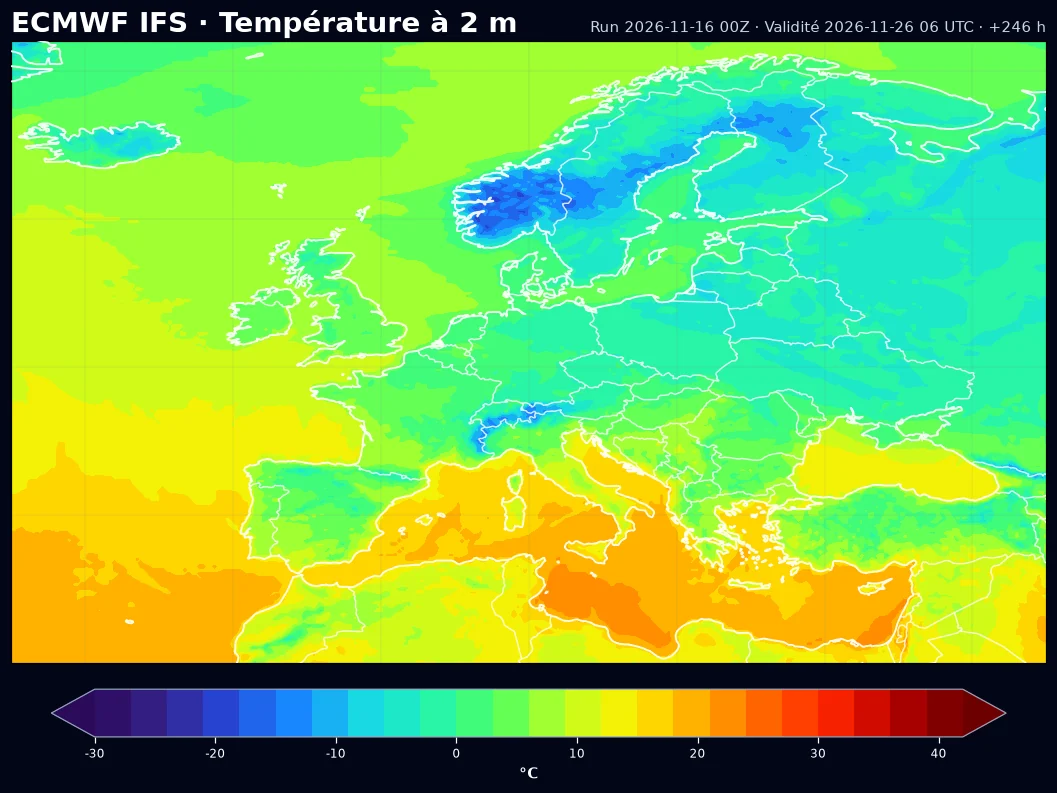 ECMWF IFS · Température à 2 m
Run 2026-11-16 00Z · Validité 2026-11-26 06 UTC · +246 h
-30 -20 -10 0 10 20 30 40
°C